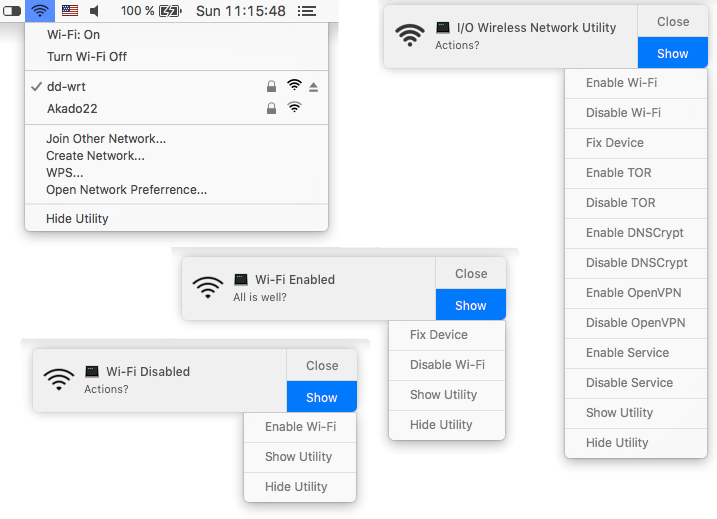 100 %
Sun 11:15:48
Wi-Fi: On
Turn Wi-Fi Off
dd-wrt
Akado22
Join Other Network...
Create Network...
WPS...
Open Network Preferrence...
Hide Utility
I/O Wireless Network Utility
Actions?
Close
Show
Enable Wi-Fi
Disable Wi-Fi
Fix Device
Enable TOR
Disable TOR
Enable DNSCrypt
Disable DNSCrypt
Enable OpenVPN
Disable OpenVPN
Enable Service
Disable Service
Show Utility
Hide Utility
Wi-Fi Enabled
All is well?
Close
Show
Fix Device
Disable Wi-Fi
Show Utility
Hide Utility
Wi-Fi Disabled
Actions?
Close
Show
Enable Wi-Fi
Show Utility
Hide Utility